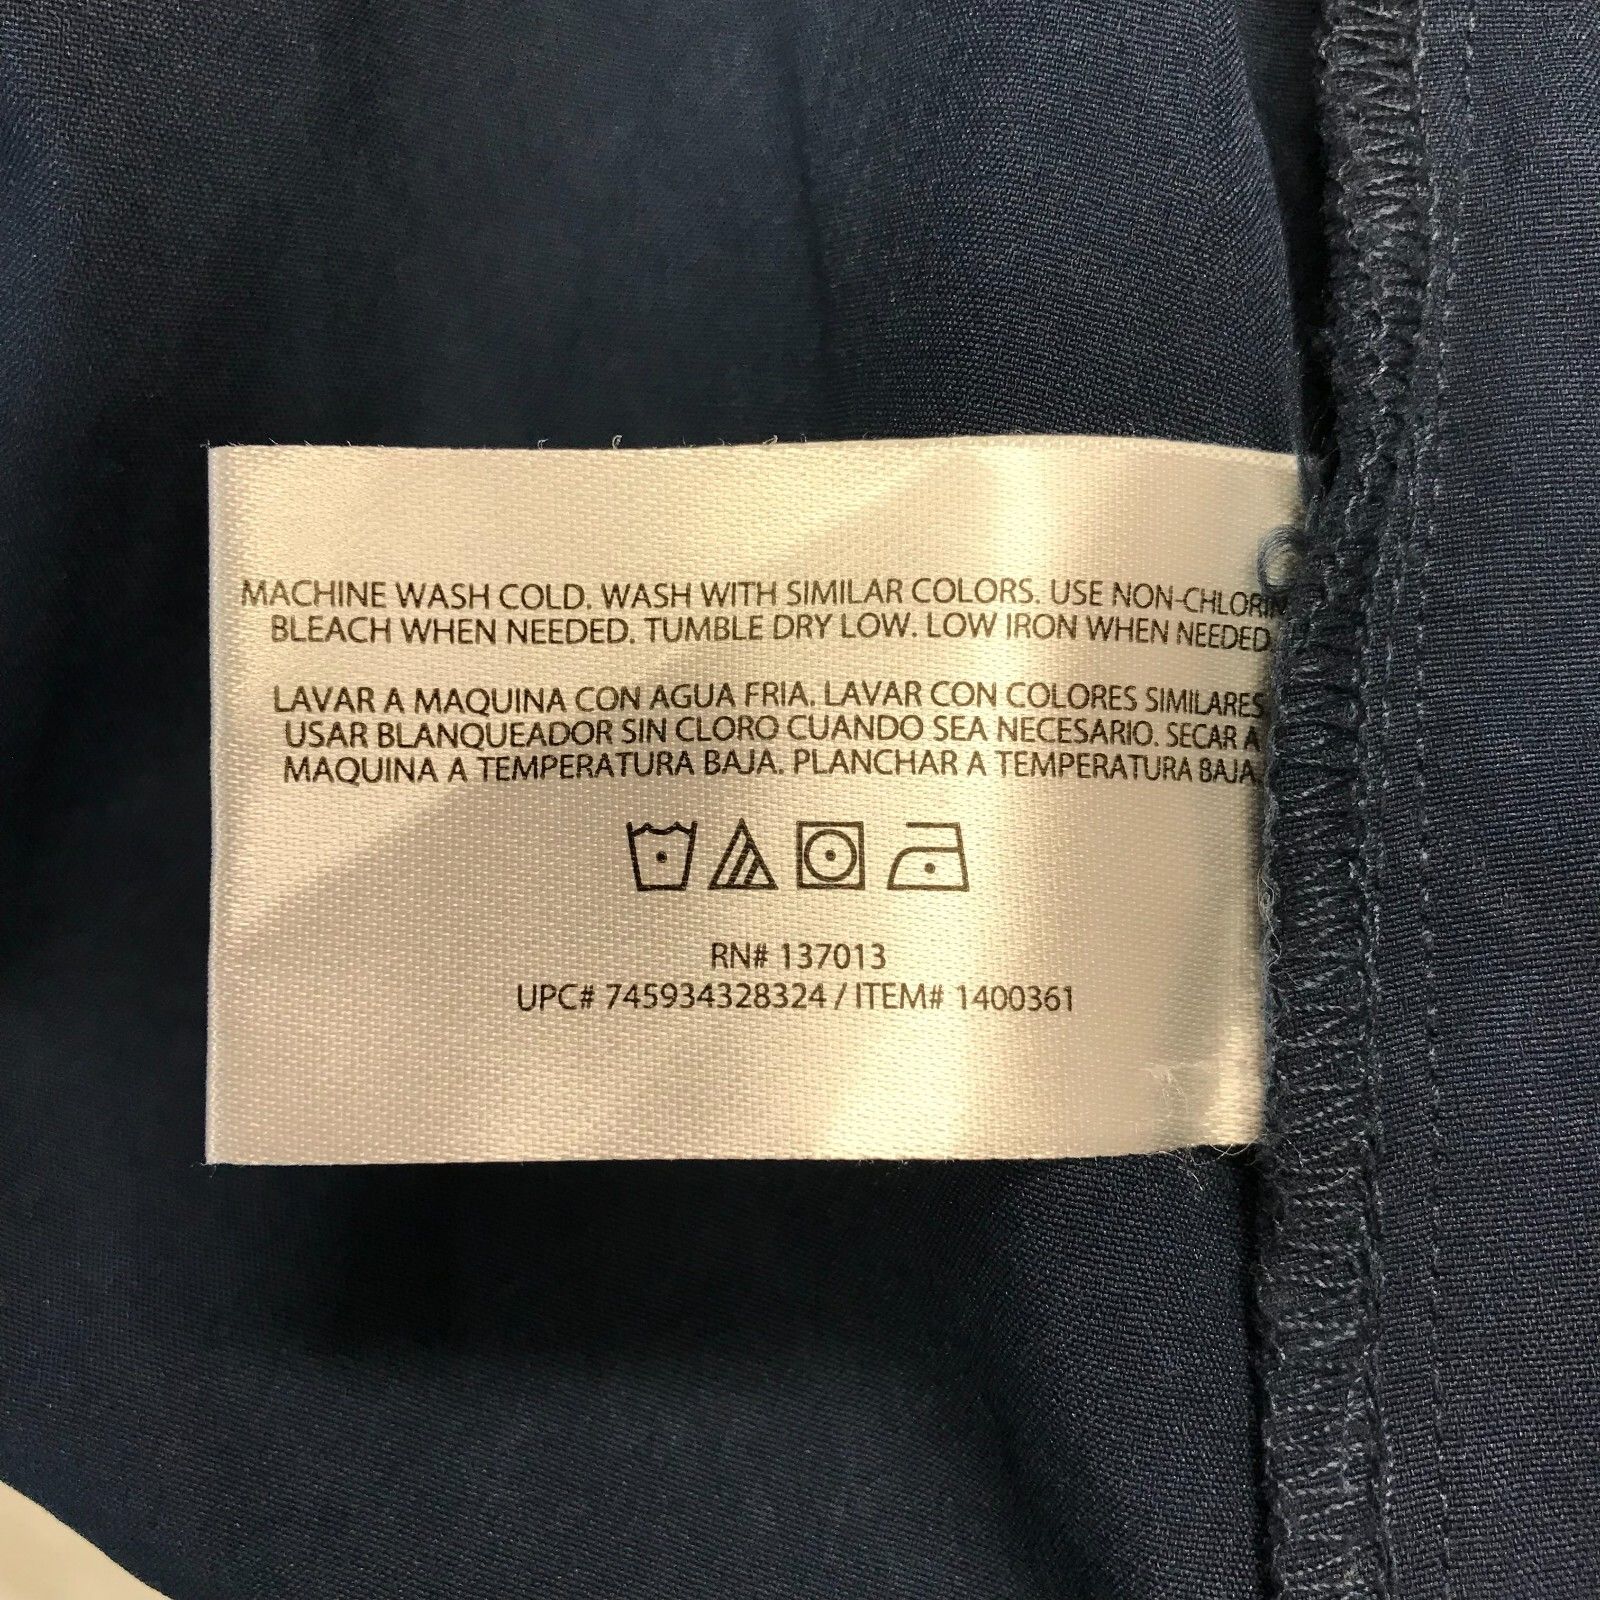 MACHINE WASH COLD. WASH WITH SIMILAR COLORS. USE NON-CHLORIN
BLEACH WHEN NEEDED. TUMBLE DRY LOW. LOW IRON WHEN NEEDED
LAVAR A MAQUINA CON AGUA FRIA. LAVAR CON COLORES SIMILARES
USAR BLANQUEADOR SIN CLORO CUANDO SEA NECESARIO. SECAR A
MAQUINA A TEMPERATURA BAJA. PLANCHAR A TEMPERATURA BAJA.
RN# 137013
UPC# 745934328324 / ITEM# 1400361